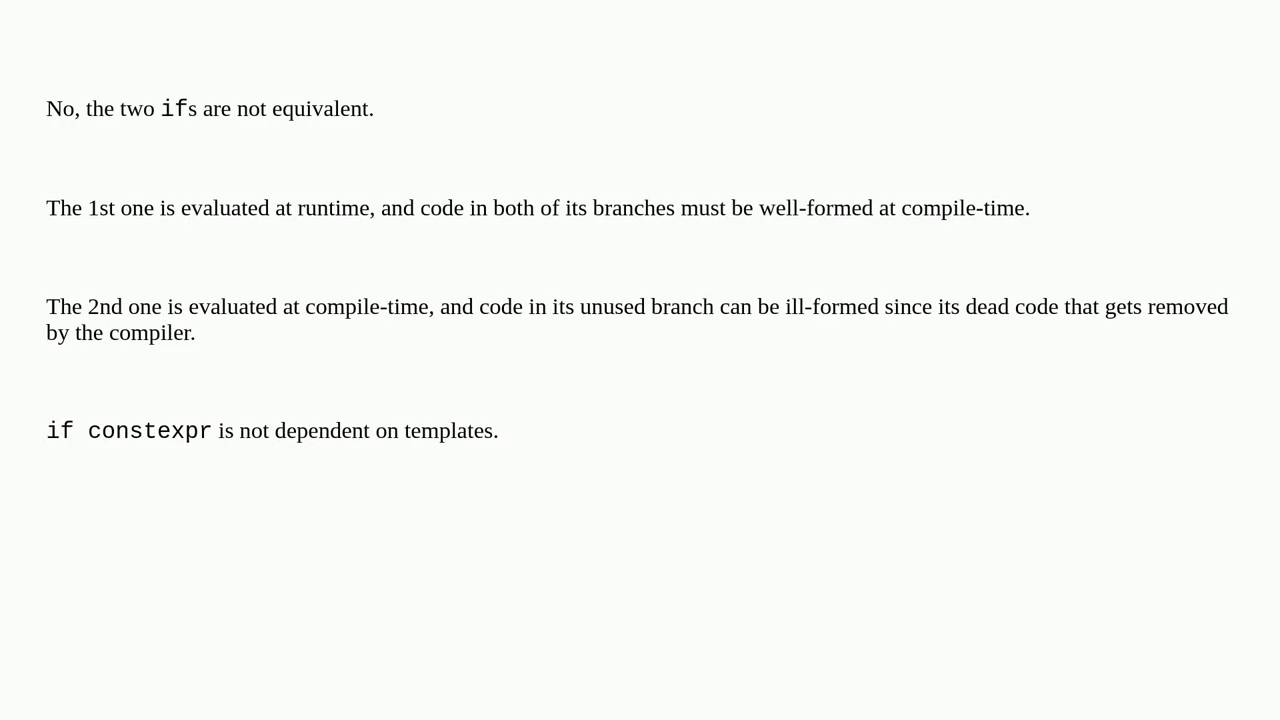 No, the two ifs are not equivalent.
The 1st one is evaluated at runtime, and code in both of its branches must be well-formed at compile-time.
The 2nd one is evaluated at compile-time, and code in its unused branch can be ill-formed since its dead code that gets removed
by the compiler.
if constexpr is not dependent on templates.